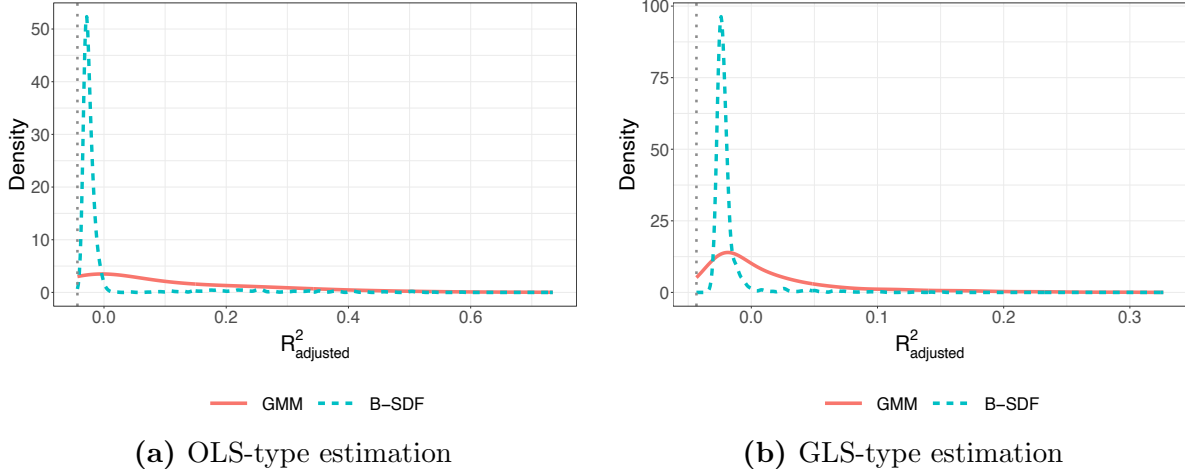 50
40
30
20
10
0
Density
0.0 0.2 0.4 0.6
R²adjusted
GMM B−SDF
(a) OLS-type estimation
100
75
50
25
0
Density
0.0 0.1 0.2 0.3
R²adjusted
GMM B−SDF
(b) GLS-type estimation